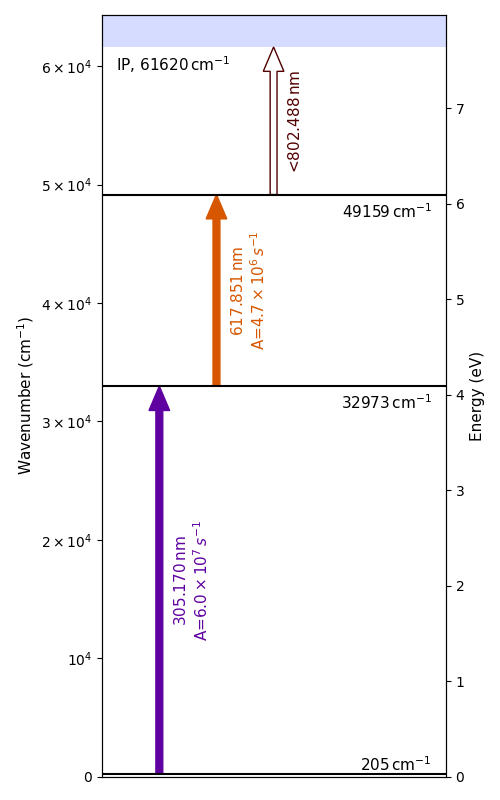 IP, 61620 cm⁻¹
<802.488 nm
49159 cm⁻¹
617.851 nm
A=4.7 × 10⁶ s⁻¹
32973 cm⁻¹
305.170 nm
A=6.0 × 10⁷ s⁻¹
205 cm⁻¹
Wavenumber (cm⁻¹)
6 × 10⁴
5 × 10⁴
4 × 10⁴
3 × 10⁴
2 × 10⁴
10⁴
0
Energy (eV)
7
6
5
4
3
2
1
0